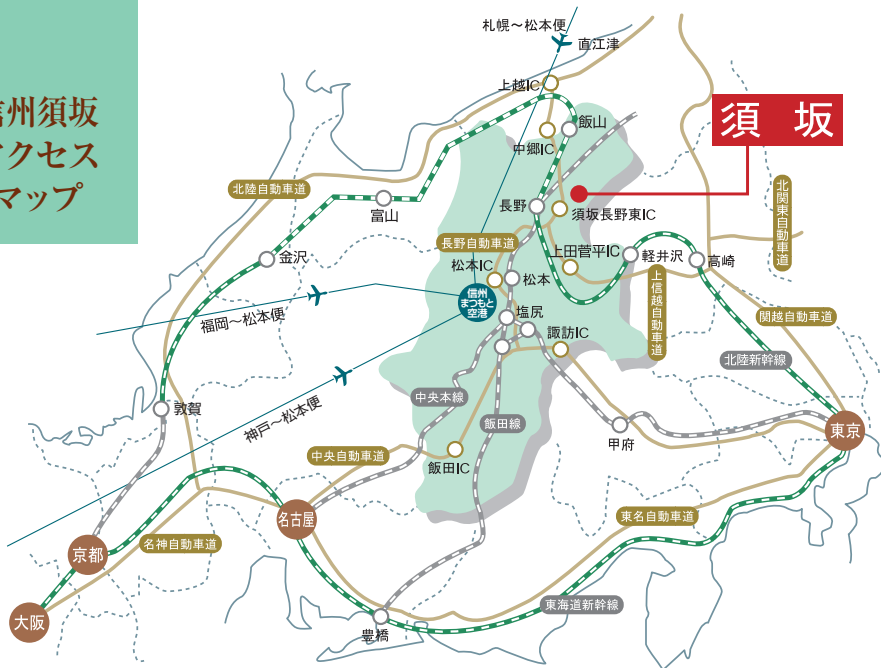 信州須坂
アクセス
マップ
札幌～松本便
直江津
上越IC
飯山
中郷IC
須 坂
北陸自動車道
富山
長野
須坂長野東IC
北関東自動車道
長野自動車道
金沢
松本IC
上田菅平IC
軽井沢
高崎
松本
信州
まつもと
空港
上信越自動車道
福岡～松本便
塩尻
関越自動車道
諏訪IC
北陸新幹線
敦賀
神戸～松本便
中央本線
飯田線
甲府
東京
中央自動車道
飯田IC
名古屋
東名自動車道
京都
名神自動車道
大阪
豊橋
東海道新幹線